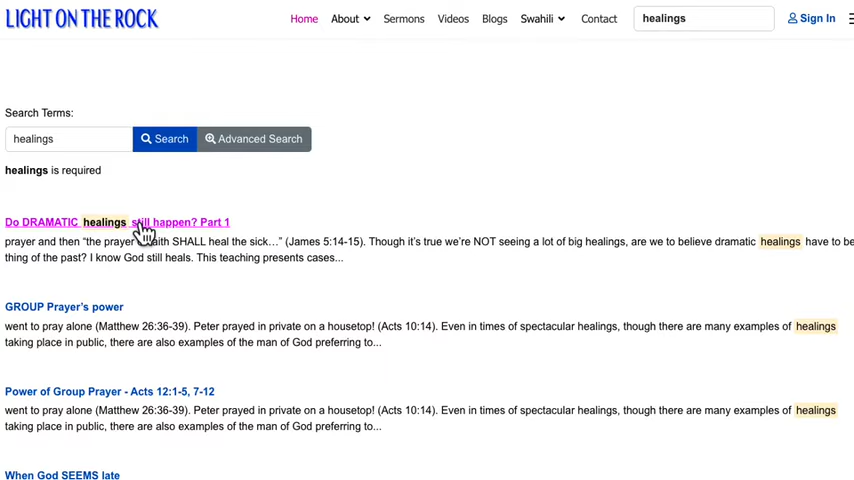 LIGHT ON THE ROCK Home About Sermons Videos Blogs Swahili Contact healings Sign In
Search Terms:
healings Search Advanced Search
healings is required
Do DRAMATIC healings still happen? Part 1
prayer and then “the prayer faith SHALL heal the sick…” (James 5:14-15). Though it’s true we’re NOT seeing a lot of big healings, are we to believe dramatic healings have to be
thing of the past? I know God still heals. This teaching presents cases...
GROUP Prayer’s power
went to pray alone (Matthew 26:36-39). Peter prayed in private on a housetop! (Acts 10:14). Even in times of spectacular healings, though there are many examples of healings
taking place in public, there are also examples of the man of God preferring to...
Power of Group Prayer - Acts 12:1-5, 7-12
went to pray alone (Matthew 26:36-39). Peter prayed in private on a housetop! (Acts 10:14). Even in times of spectacular healings, though there are many examples of healings
taking place in public, there are also examples of the man of God preferring to...
When God SEEMS late